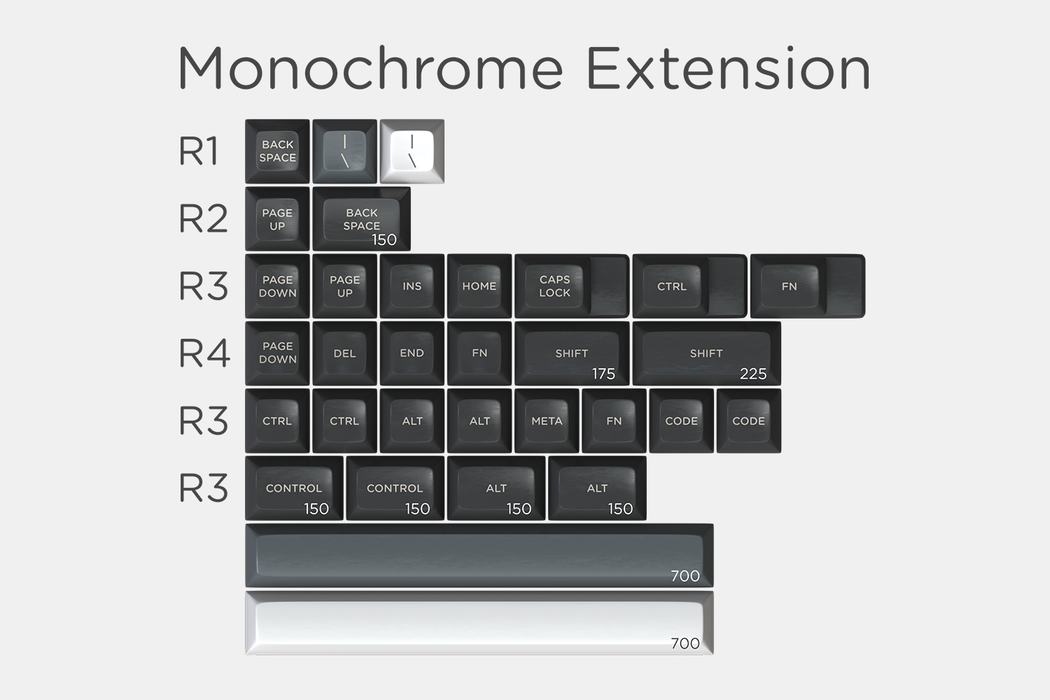 Monochrome Extension
R1
BACK
SPACE
|
\
|
\
R2
PAGE
UP
BACK
SPACE
150
R3
PAGE
DOWN
PAGE
UP
INS
HOME
CAPS
LOCK
CTRL
FN
R4
PAGE
DOWN
DEL
END
FN
SHIFT
175
SHIFT
225
R3
CTRL
CTRL
ALT
ALT
META
FN
CODE
CODE
R3
CONTROL
150
CONTROL
150
ALT
150
ALT
150
700
700